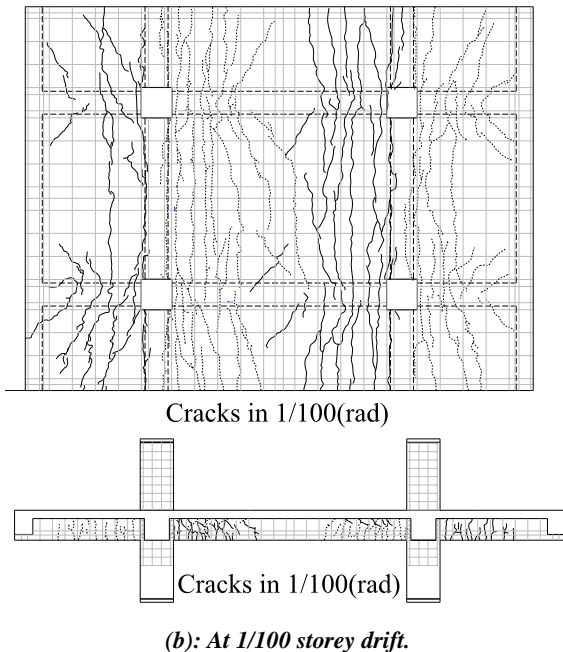 Cracks in 1/100(rad)
Cracks in 1/100(rad)
(b): At 1/100 storey drift.